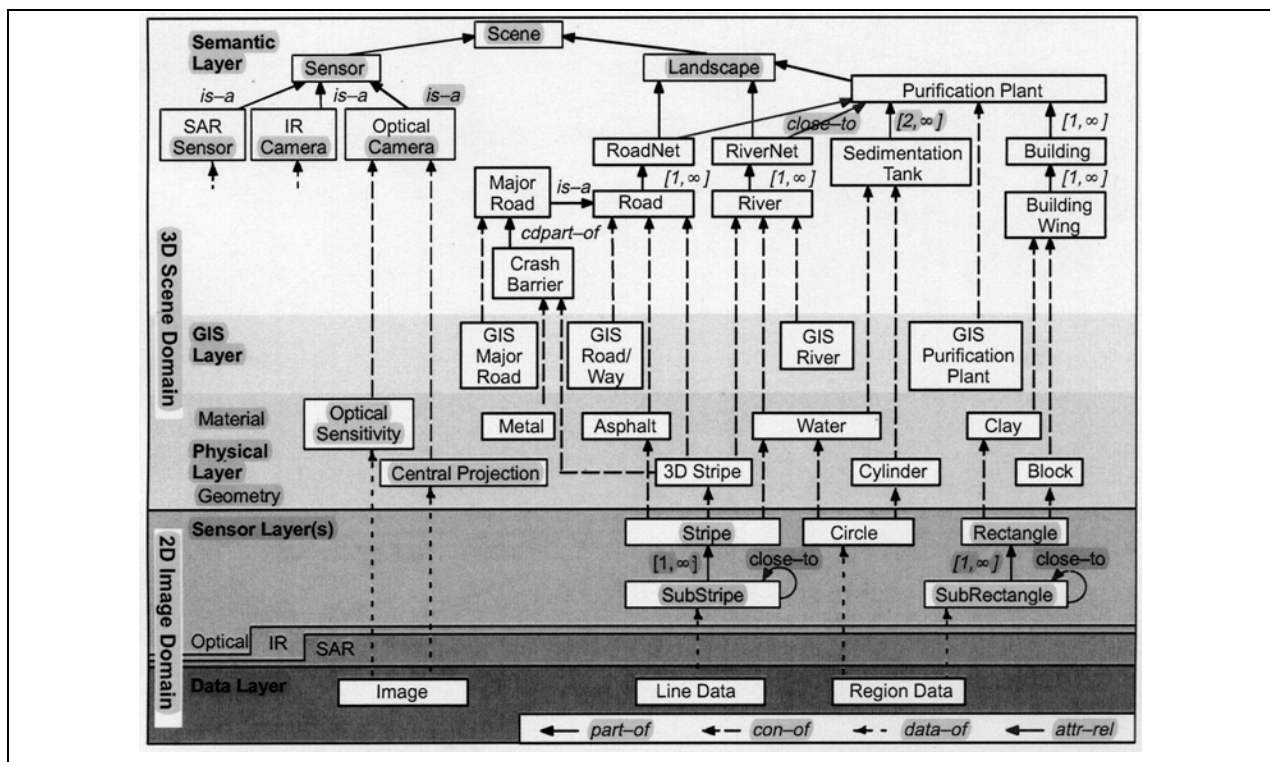 Scene
Semantic
Layer
Sensor
Landscape
Purification Plant
is–a
is–a
is–a
SAR
Sensor
IR
Camera
Optical
Camera
close–to
[2,∞]
[1,∞]
RoadNet
RiverNet
Sedimentation
Tank
Building
Major
Road
is–a
[1,∞]
[1,∞]
[1,∞]
Road
River
Building
Wing
cdpart–of
Crash
Barrier
3D Scene Domain
GIS
Layer
GIS
Major
Road
GIS
Road/
Way
GIS
River
GIS
Purification
Plant
Material
Optical
Sensitivity
Metal
Asphalt
Water
Clay
Physical
Layer
Central Projection
3D Stripe
Cylinder
Block
Geometry
Sensor Layer(s)
Stripe
Circle
Rectangle
[1,∞]
close–to
[1,∞]
close–to
SubStripe
SubRectangle
2D Image Domain
Optical
IR
SAR
Data Layer
Image
Line Data
Region Data
part–of
con–of
data–of
attr–rel